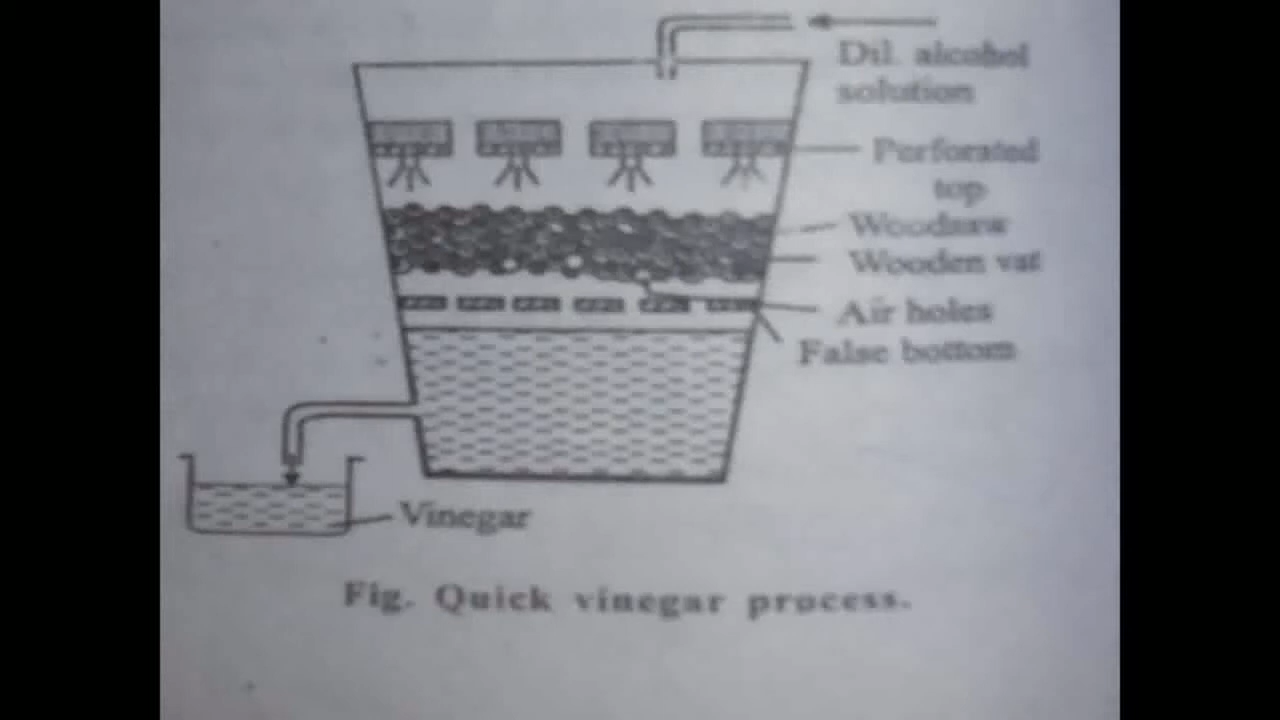 Dil. alcohol
solution
Perforated
top
Woodsaw
Wooden vat
Air holes
False bottom
Vinegar
Fig. Quick vinegar process.